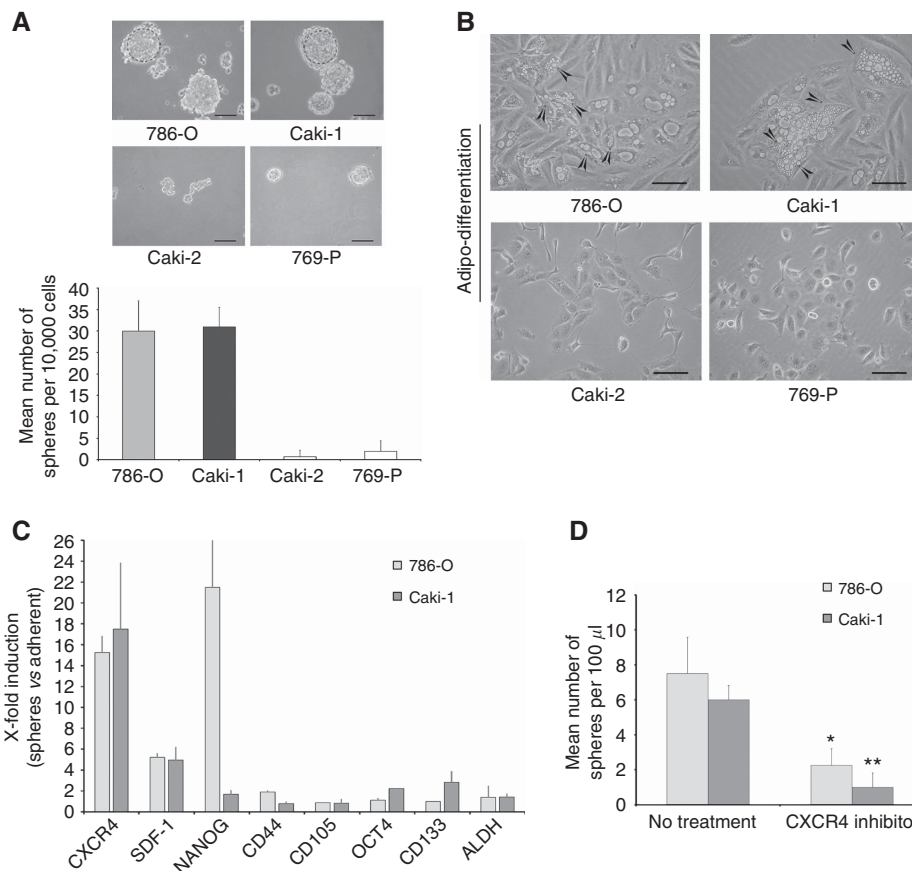 A
786-O
Caki-1
Caki-2
769-P
Mean number of
spheres per 10,000 cells
40
35
30
25
20
15
10
5
0
786-O
Caki-1
Caki-2
769-P
B
Adipo-differentiation
786-O
Caki-1
Caki-2
769-P
C
X-fold induction
(spheres vs adherent)
26
24
22
20
18
16
14
12
10
8
6
4
2
0
786-O
Caki-1
CXCR4
SDF-1
NANOG
CD44
CD105
OCT4
CD133
ALDH
D
Mean number of
spheres per 100 μl
12
10
8
6
4
2
0
786-O
Caki-1
*
**
No treatment
CXCR4 inhibito